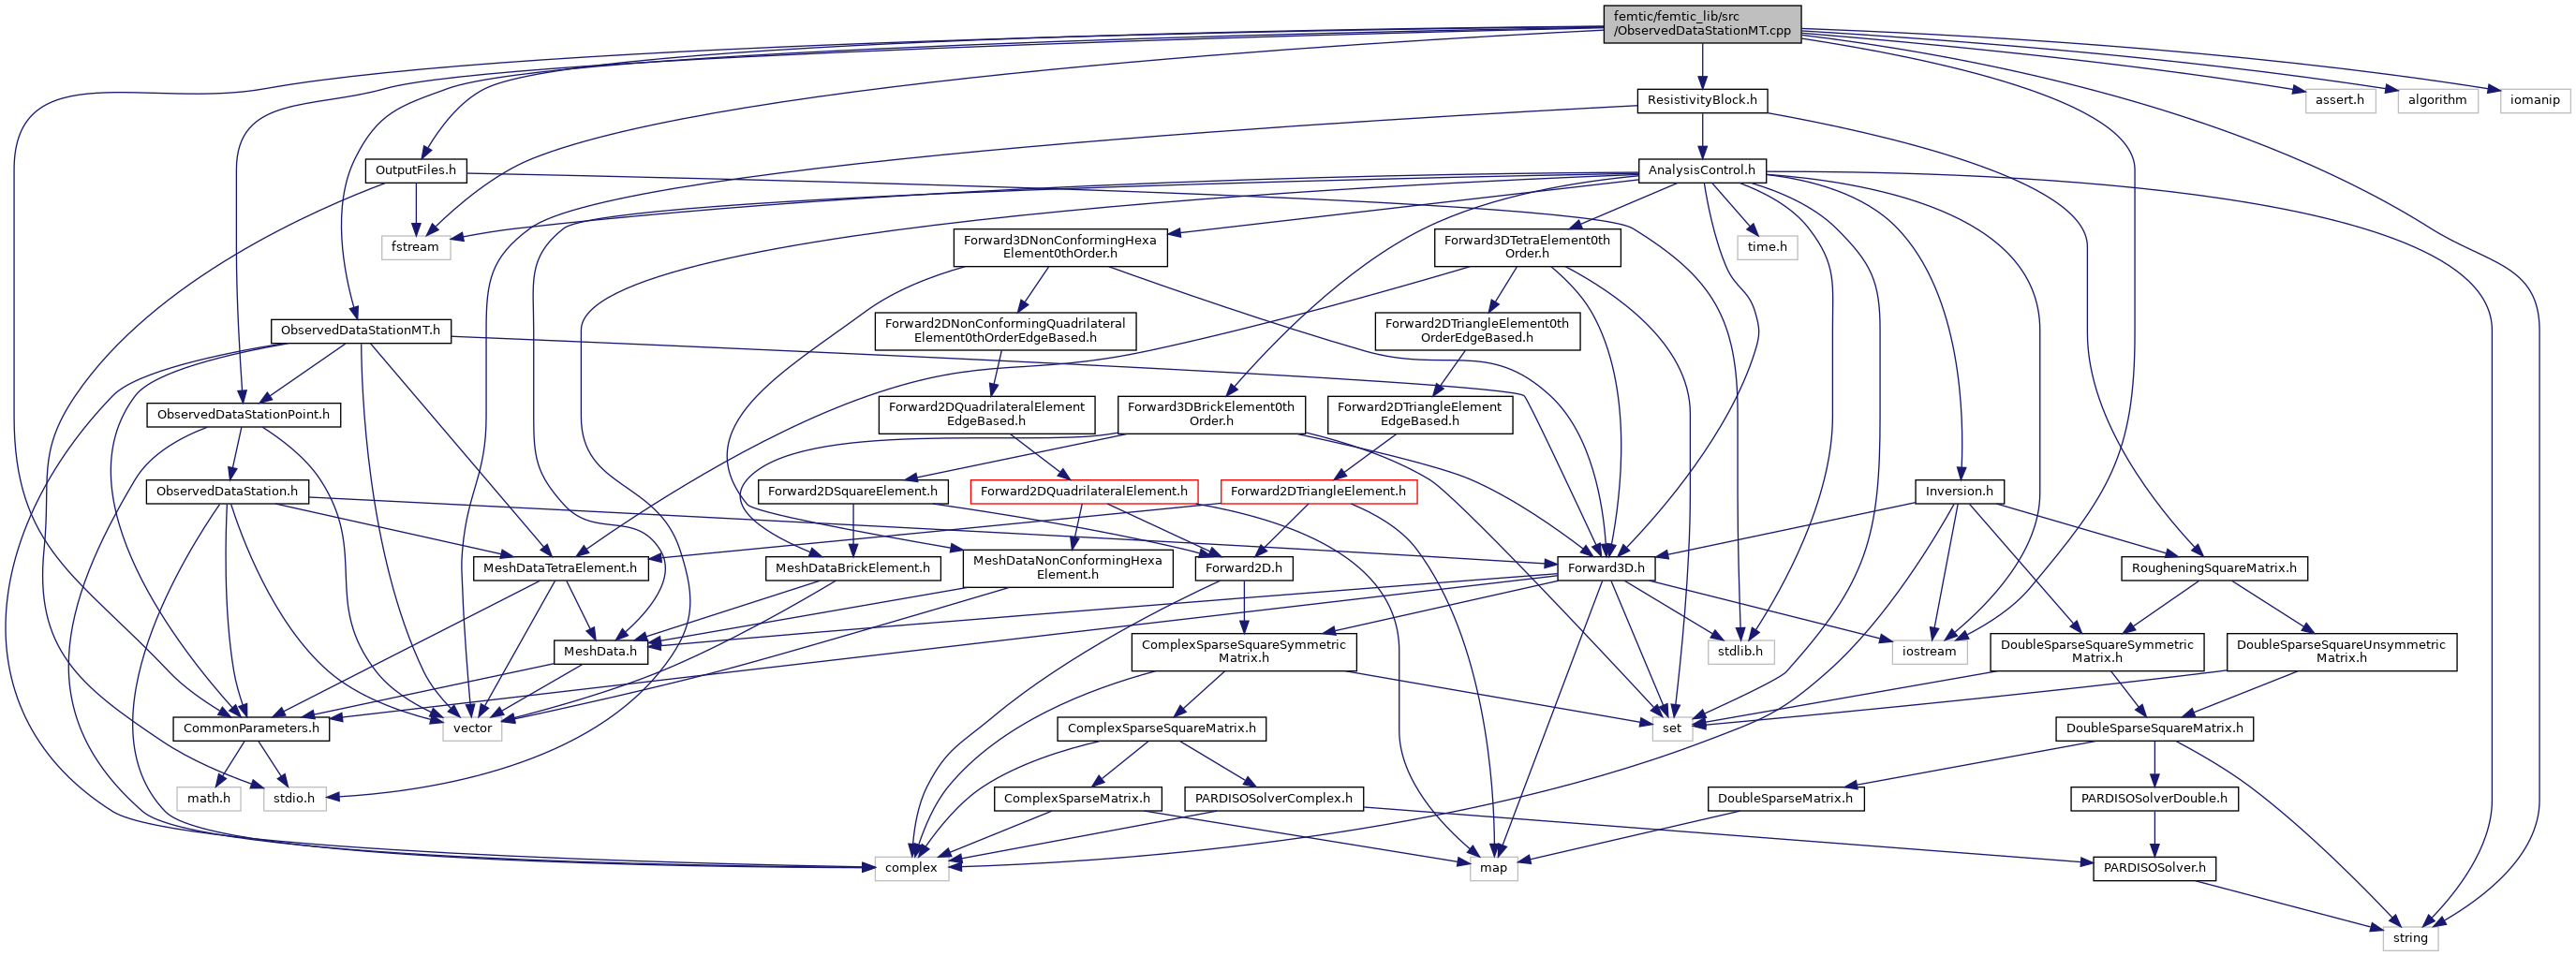 femtic/femtic_lib/src
/ObservedDataStationMT.cpp
ResistivityBlock.h
assert.h
algorithm
iomanip
OutputFiles.h
AnalysisControl.h
fstream
Forward3DNonConformingHexa
Element0thOrder.h
Forward3DTetraElement0th
Order.h
time.h
ObservedDataStationMT.h
Forward2DNonConformingQuadrilateral
Element0thOrderEdgeBased.h
Forward2DTriangleElement0th
OrderEdgeBased.h
ObservedDataStationPoint.h
Forward2DQuadrilateralElement
EdgeBased.h
Forward3DBrickElement0th
Order.h
Forward2DTriangleElement
EdgeBased.h
ObservedDataStation.h
Forward2DSquareElement.h
Forward2DQuadrilateralElement.h
Forward2DTriangleElement.h
Inversion.h
MeshDataTetraElement.h
MeshDataBrickElement.h
MeshDataNonConformingHexa
Element.h
Forward2D.h
Forward3D.h
RougheningSquareMatrix.h
MeshData.h
ComplexSparseSquareSymmetric
Matrix.h
stdlib.h
iostream
DoubleSparseSquareSymmetric
Matrix.h
DoubleSparseSquareUnsymmetric
Matrix.h
CommonParameters.h
vector
ComplexSparseSquareMatrix.h
set
DoubleSparseSquareMatrix.h
math.h
stdio.h
ComplexSparseMatrix.h
PARDISOSolverComplex.h
DoubleSparseMatrix.h
PARDISOSolverDouble.h
complex
map
PARDISOSolver.h
string